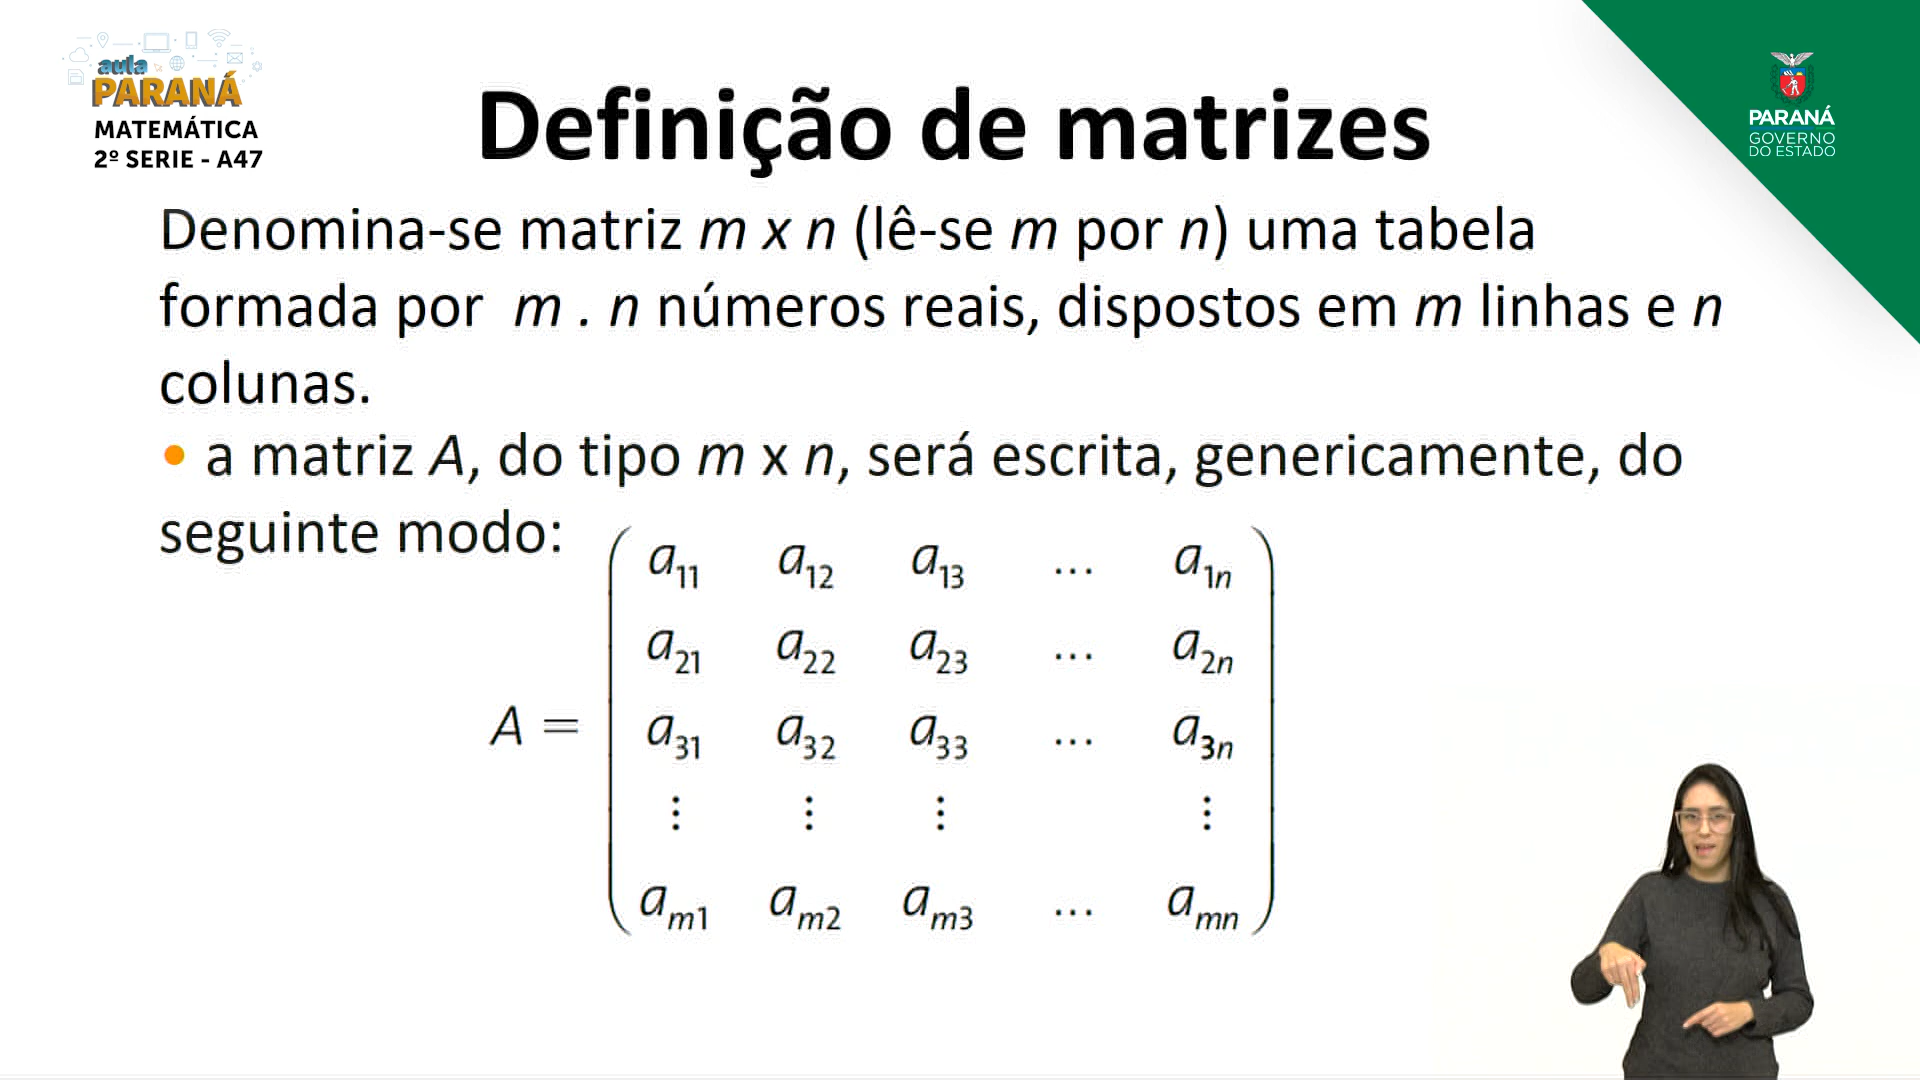 aula
PARANÁ
MATEMÁTICA
2º SERIE - A47
PARANÁ
GOVERNO
DO ESTADO
Definição de matrizes
Denomina-se matriz m x n (lê-se m por n) uma tabela
formada por m . n números reais, dispostos em m linhas e n
colunas.
• a matriz A, do tipo m x n, será escrita, genericamente, do
seguinte modo:
a11 a12 a13 ... a1n
a21 a22 a23 ... a2n
A = a31 a32 a33 ... a3n
⋮ ⋮ ⋮ ⋮
am1 am2 am3 ... amn